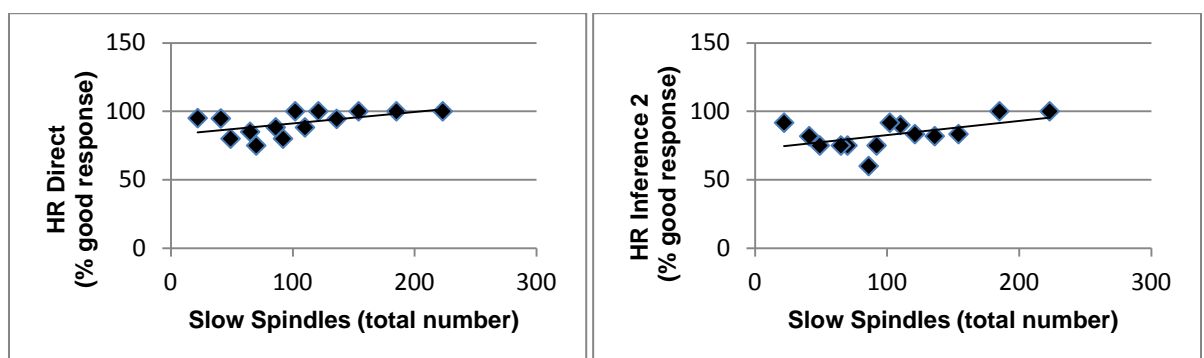 150
100
50
0
0 100 200 300
HR Direct
(% good response)
Slow Spindles (total number)
150
100
50
0
0 100 200 300
HR Inference 2
(% good response)
Slow Spindles (total number)